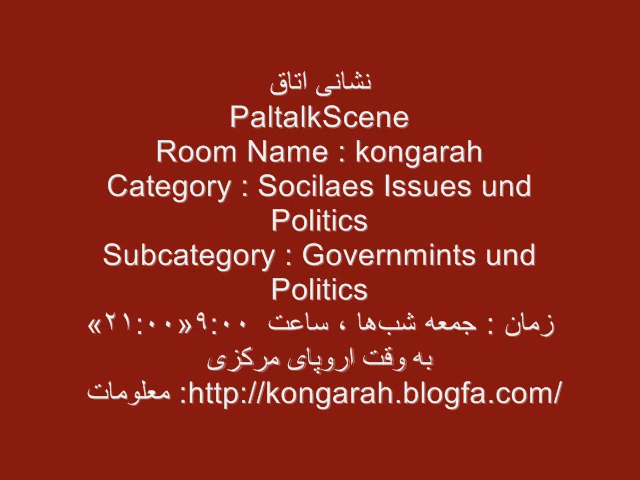 نشانی اتاق
PaltalkScene
Room Name : kongarah
Category : Socilaes Issues und
Politics
Subcategory : Governmints und
Politics
زمان : جمعه شب‌ها ، ساعت ۹:۰۰«۲۱:۰۰»
به وقت اروپای مرکزی
معلومات :http://kongarah.blogfa.com/